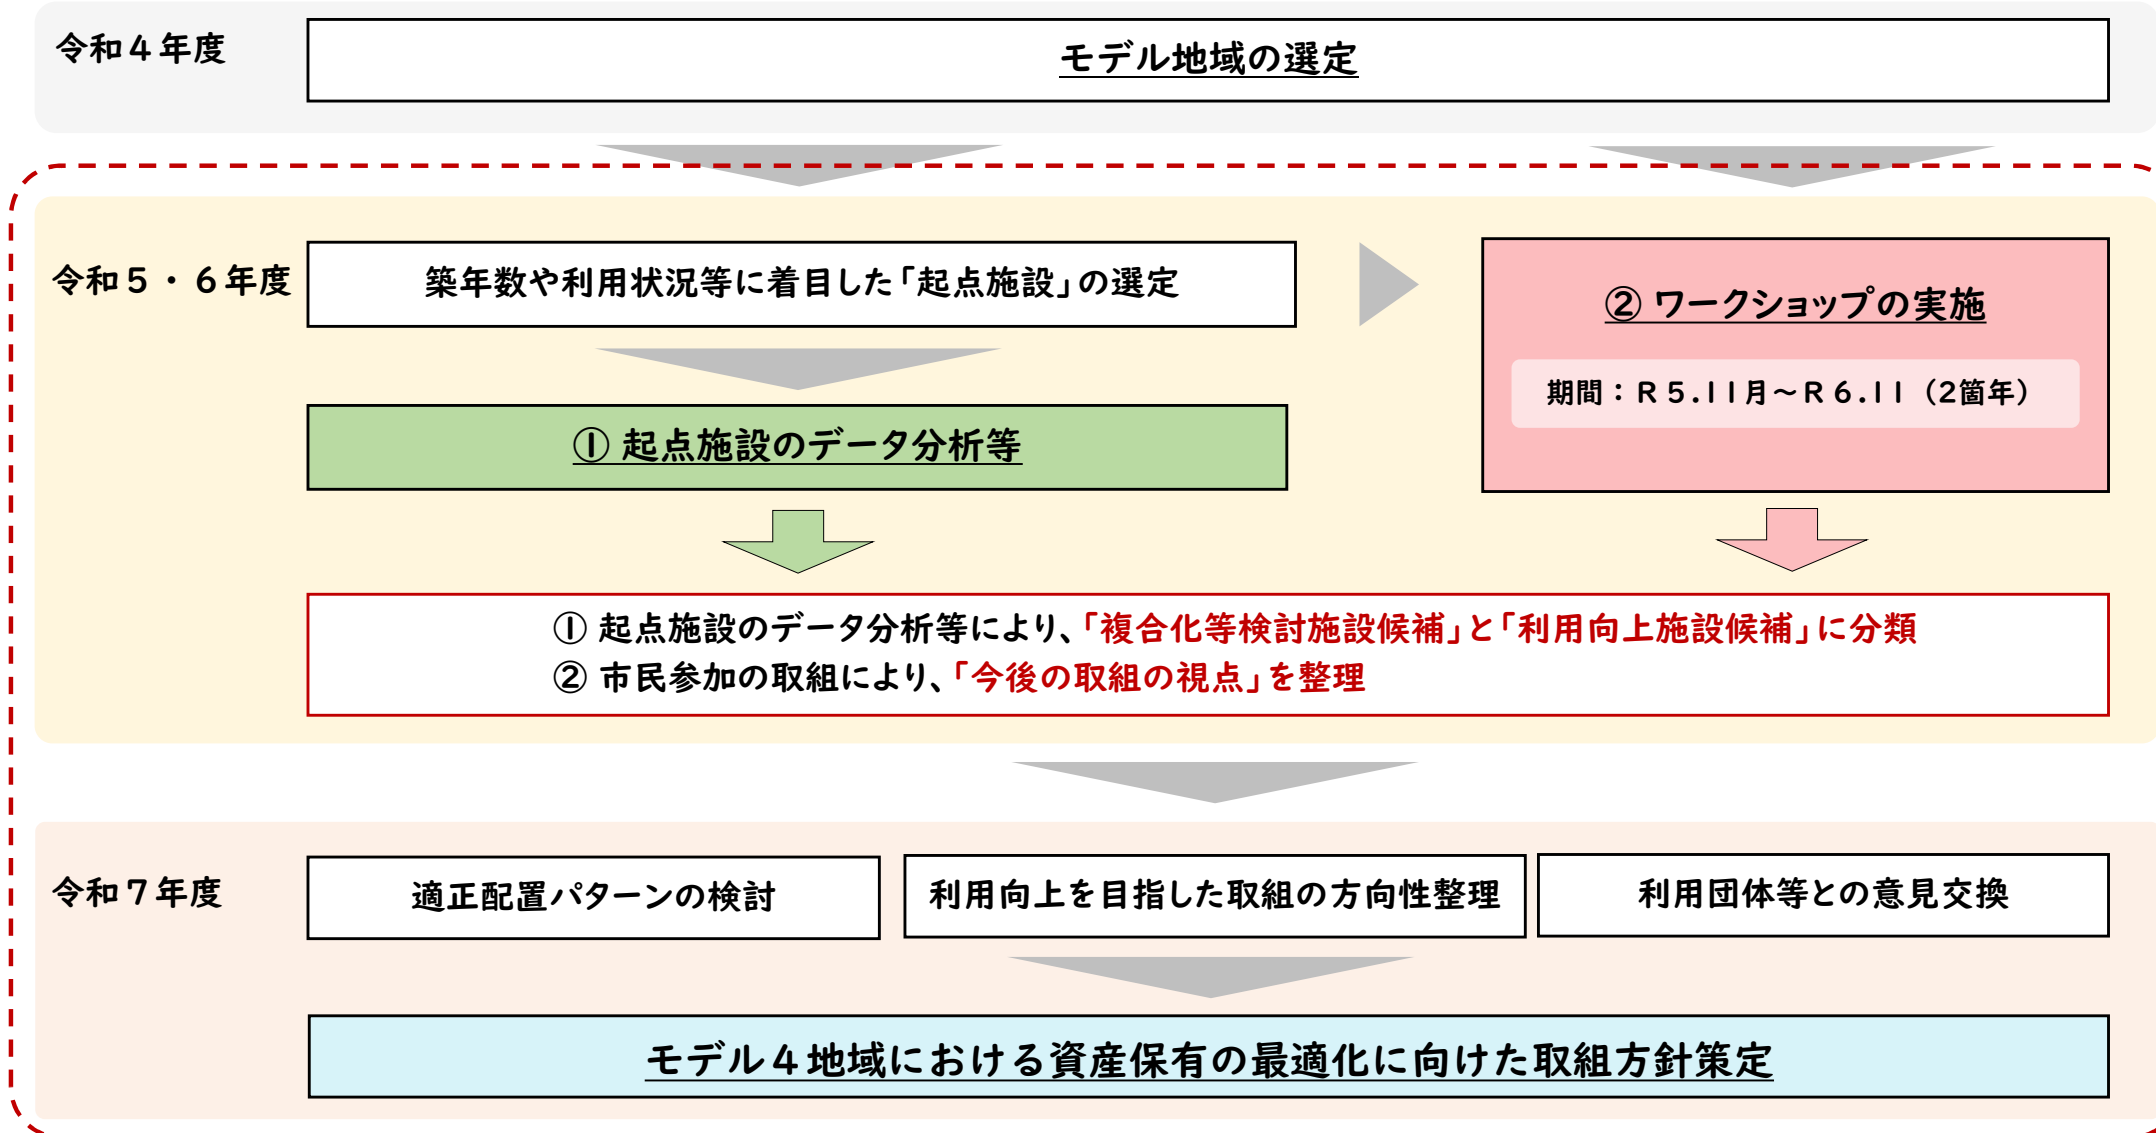 令和４年度
モデル地域の選定
令和５・６年度
築年数や利用状況等に着目した「起点施設」の選定
② ワークショップの実施
期間：Ｒ５.11月～Ｒ６.11（2箇年）
① 起点施設のデータ分析等
① 起点施設のデータ分析等により、「複合化等検討施設候補」と「利用向上施設候補」に分類
② 市民参加の取組により、「今後の取組の視点」を整理
令和７年度
適正配置パターンの検討
利用向上を目指した取組の方向性整理
利用団体等との意見交換
モデル４地域における資産保有の最適化に向けた取組方針策定